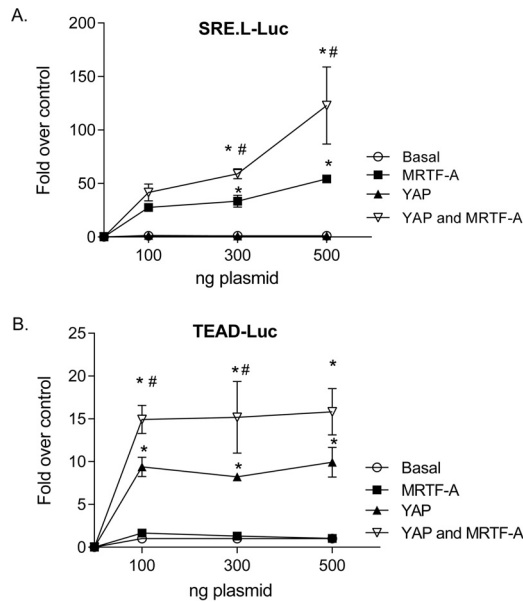 A.
SRE.L-Luc
Fold over control
200
150
100
50
0
* #
* #
*
*
100 300 500
ng plasmid
Basal
MRTF-A
YAP
YAP and MRTF-A
B.
TEAD-Luc
Fold over control
25
20
15
10
5
0
* # *# *
* * *
100 300 500
ng plasmid
Basal
MRTF-A
YAP
YAP and MRTF-A